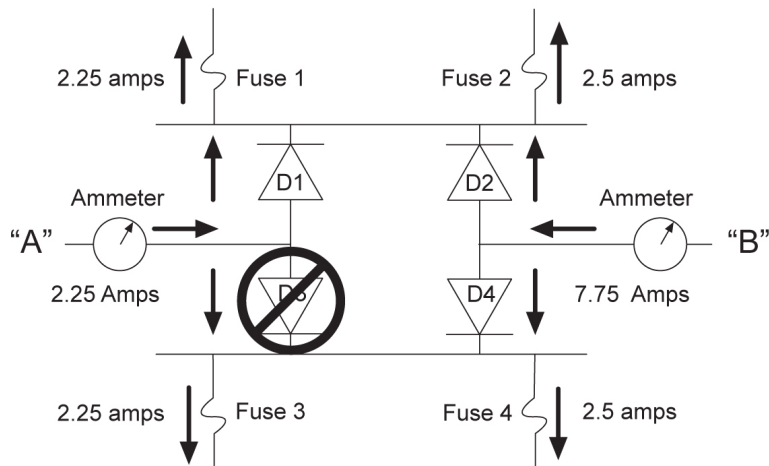 2.25 amps
Fuse 1
Fuse 2
2.5 amps
D1
D2
Ammeter
Ammeter
“A”
“B”
2.25 Amps
D3
D4
7.75 Amps
2.25 amps
Fuse 3
Fuse 4
2.5 amps